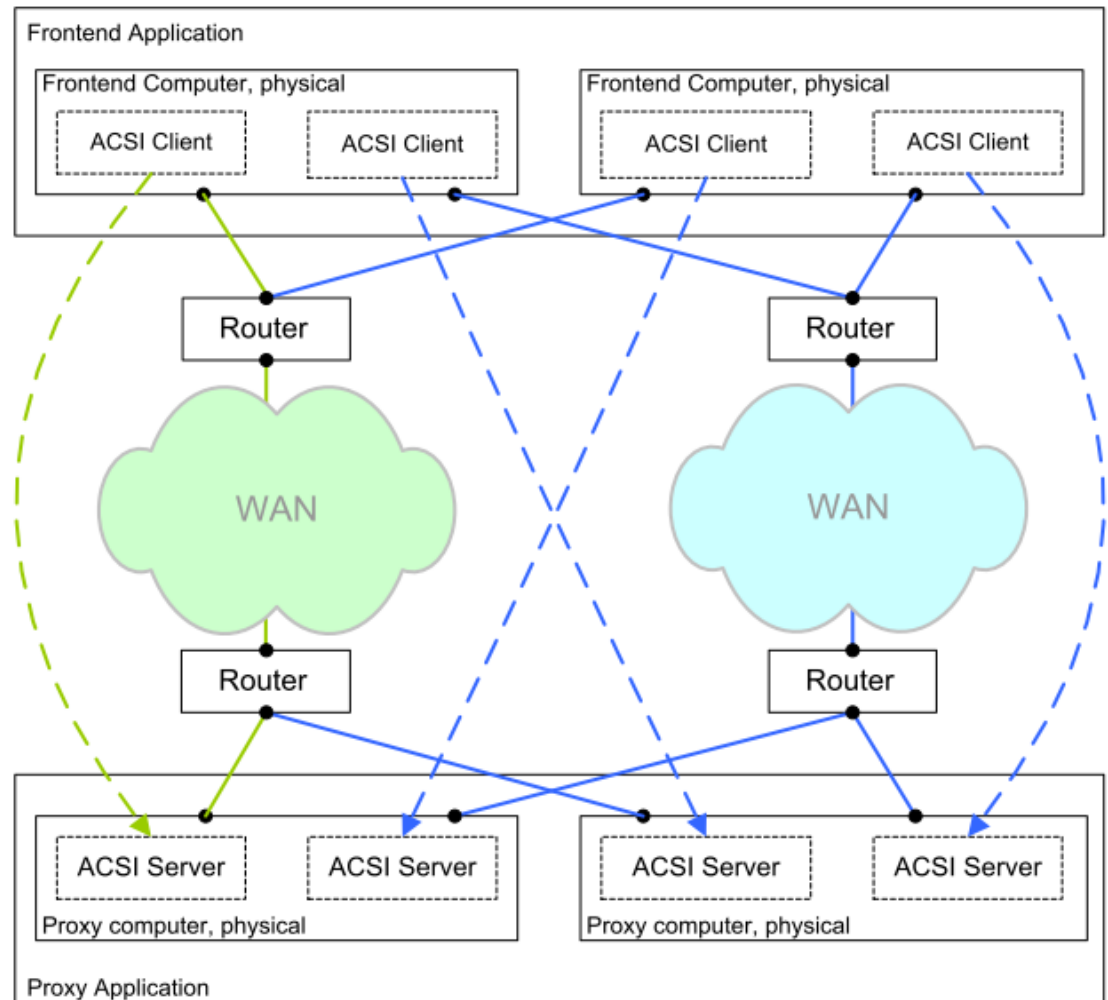 Frontend Application
Frontend Computer, physical
Frontend Computer, physical
ACSI Client
ACSI Client
ACSI Client
ACSI Client
Router
Router
WAN
WAN
Router
Router
ACSI Server
ACSI Server
ACSI Server
ACSI Server
Proxy computer, physical
Proxy computer, physical
Proxy Application